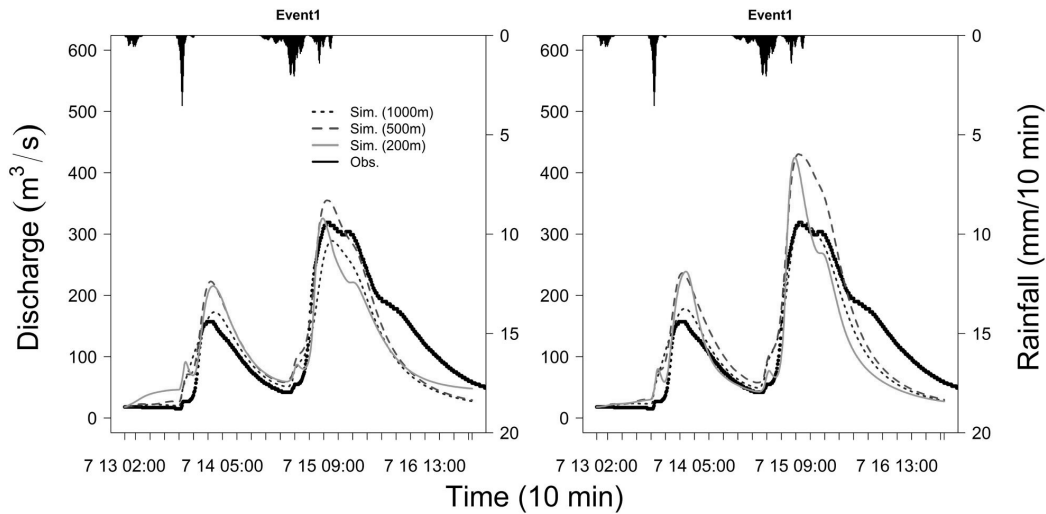 Event1
Event1
600
500
400
300
200
100
0
0
5
10
15
20
600
500
400
300
200
100
0
0
5
10
15
20
Sim. (1000m)
Sim. (500m)
Sim. (200m)
Obs.
Discharge (m³/s)
Rainfall (mm/10 min)
7 13 02:00 7 14 05:00 7 15 09:00 7 16 13:00
7 13 02:00 7 14 05:00 7 15 09:00 7 16 13:00
Time (10 min)